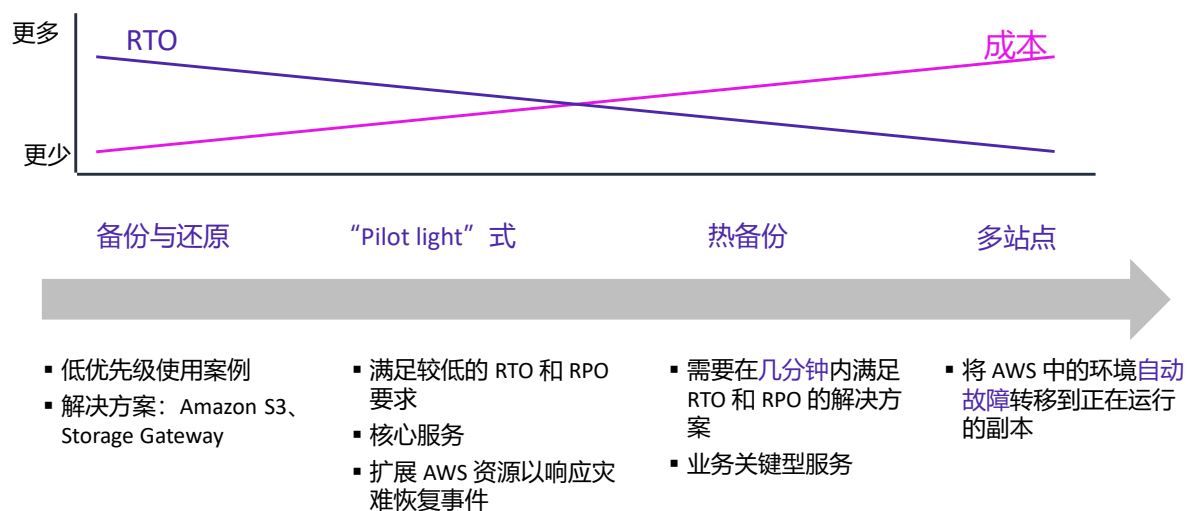 更多
RTO
成本
更少
备份与还原
“Pilot light”式
热备份
多站点
▪ 低优先级使用案例
▪ 解决方案：Amazon S3、
Storage Gateway
▪ 满足较低的 RTO 和 RPO
要求
▪ 核心服务
▪ 扩展 AWS 资源以响应灾
难恢复事件
▪ 需要在几分钟内满足
RTO 和 RPO 的解决方
案
▪ 业务关键型服务
▪ 将 AWS 中的环境自动
故障转移到正在运行
的副本